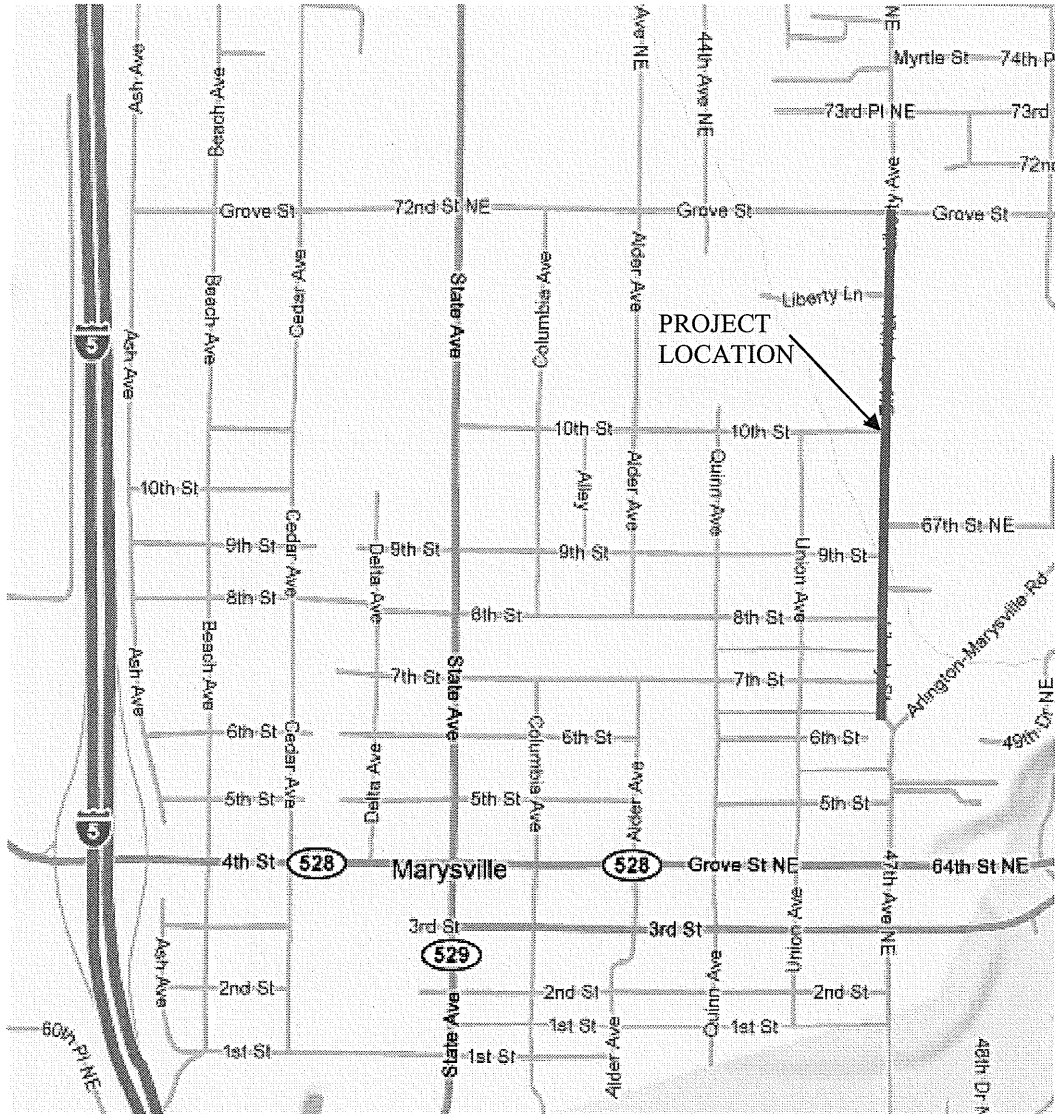 NE
Ave NE
44th Ave NE
Ash Ave
Beach Ave
Myrtle St
74th P
73rd Pl NE
73rd
72nd
Grove St
72nd St NE
Grove St
Grove St
Cedar Ave
Beach Ave
State Ave
Columbia Ave
Alder Ave
Liberty Ln
PROJECT
LOCATION
5
Ash Ave
10th St
10th St
Alley
Alder Ave
Quinn Ave
10th St
Cedar Ave
67th St NE
9th St
Delta Ave
9th St
9th St
Union Ave
9th St
8th St
6th St
8th St
Arlington-Marysville Rd
Beach Ave
Ash Ave
State Ave
7th St
7th St
49th Dr NE
6th St
Cedar Ave
Delta Ave
Columbia Ave
6th St
6th St
5th St
5th St
Alder Ave
5th St
5
4th St
528
Marysville
528
Grove St NE
47th Ave NE
64th St NE
3rd St
3rd St
Union Ave
529
Ash Ave
2nd St
State Ave
2nd St
Quinn Ave
2nd St
60th Pl NE
1st St
1st St
1st St
1st St
Alder Ave
48th Dr N